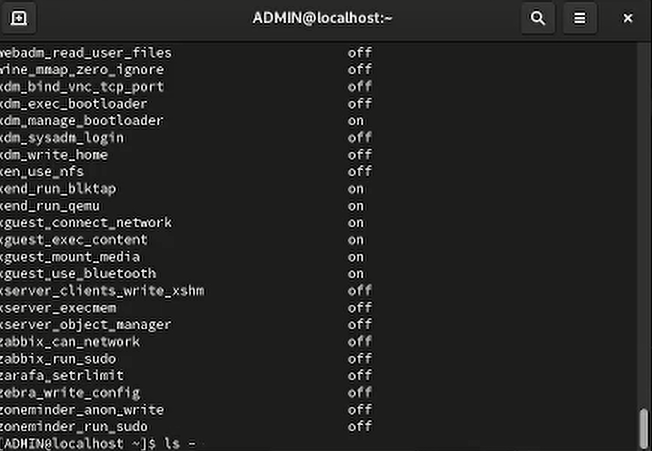 ADMIN@localhost:~
webadm_read_user_files off
wine_mmap_zero_ignore off
xdm_bind_vnc_tcp_port off
xdm_exec_bootloader off
xdm_manage_bootloader on
xdm_sysadm_login off
xdm_write_home off
xen_use_nfs off
xend_run_blktap on
xend_run_qemu on
xguest_connect_network on
xguest_exec_content on
xguest_mount_media on
xguest_use_bluetooth on
xserver_clients_write_xshm off
xserver_execmem off
xserver_object_manager off
zabbix_can_network off
zabbix_run_sudo off
zarafa_setrlimit off
zebra_write_config off
zoneminder_anon_write off
zoneminder_run_sudo off
[ADMIN@localhost ~]$ ls -